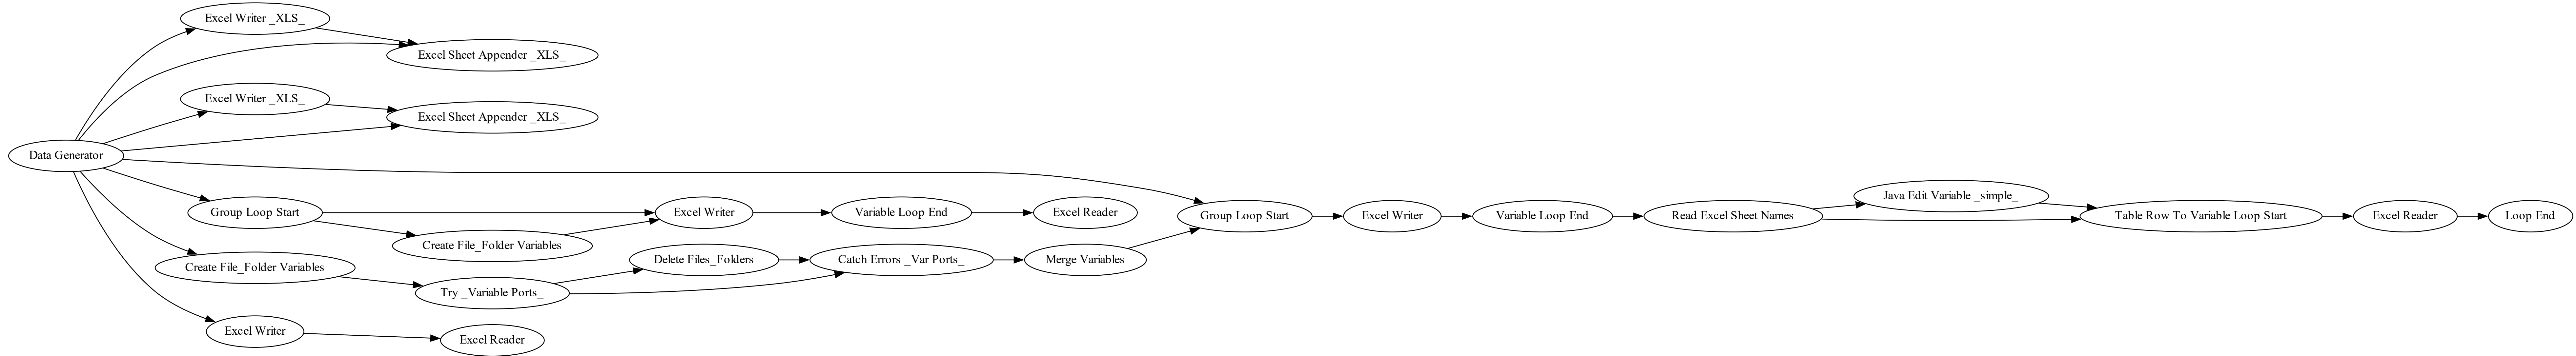 Excel Writer _XLS_
Excel Sheet Appender _XLS_
Excel Writer _XLS_
Excel Sheet Appender _XLS_
Data Generator
Group Loop Start
Excel Writer
Variable Loop End
Excel Reader
Create File_Folder Variables
Create File_Folder Variables
Try _Variable Ports_
Delete Files_Folders
Catch Errors _Var Ports_
Merge Variables
Group Loop Start
Excel Writer
Variable Loop End
Read Excel Sheet Names
Java Edit Variable _simple_
Table Row To Variable Loop Start
Excel Reader
Loop End
Excel Writer
Excel Reader